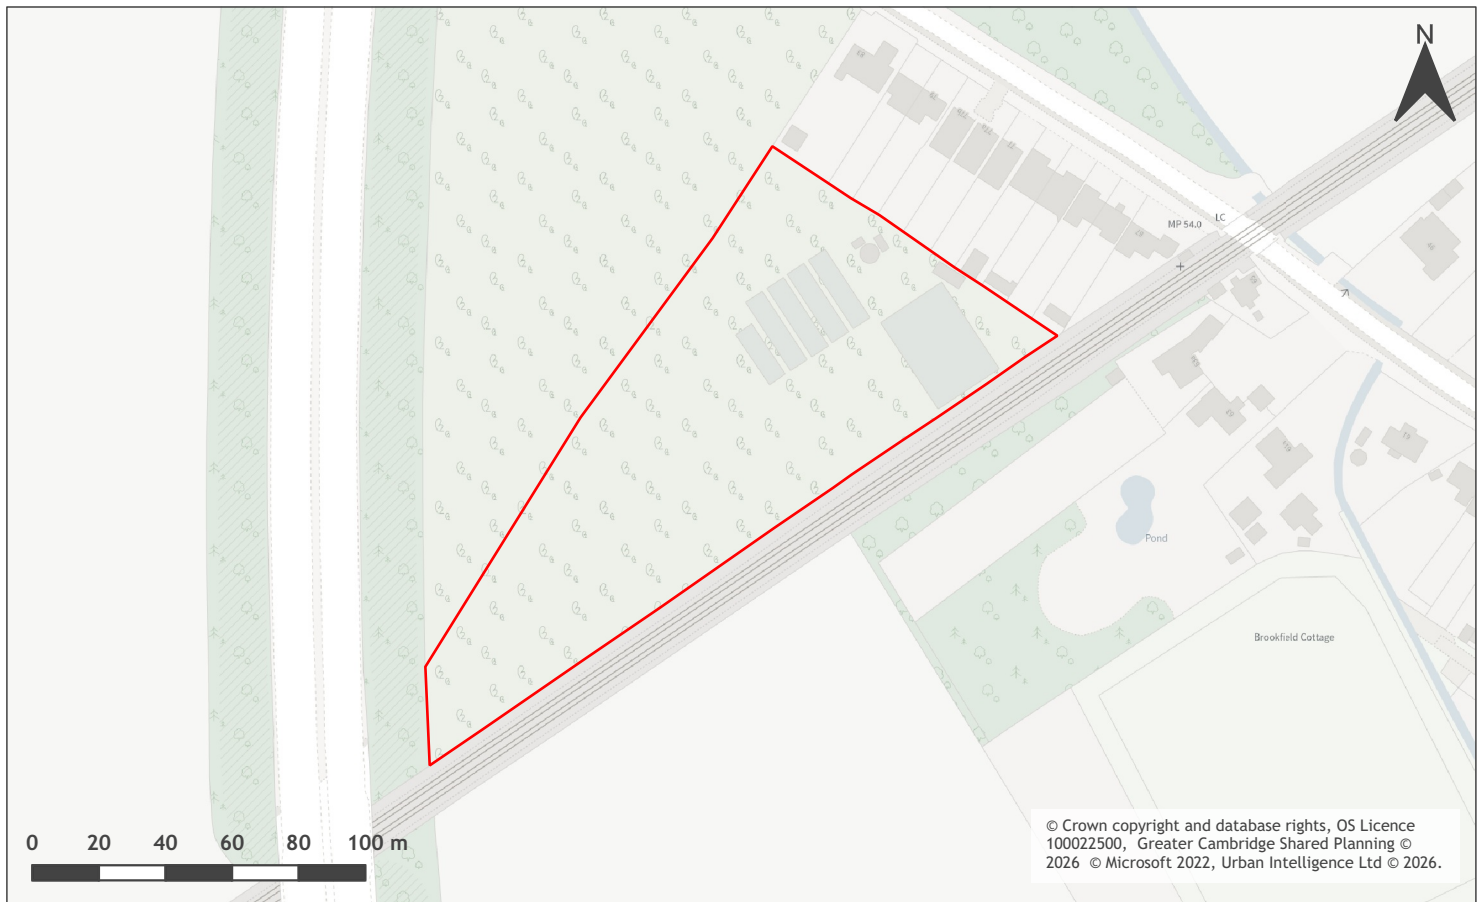 N
LC
MP 54.0
Pond
Brookfield Cottage
0 20 40 60 80 100 m
© Crown copyright and database rights, OS Licence
100022500, Greater Cambridge Shared Planning ©
2026 © Microsoft 2022, Urban Intelligence Ltd © 2026.